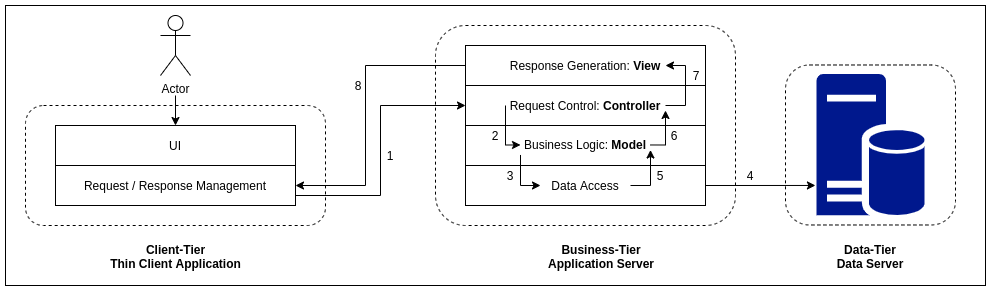 Actor
UI
Request / Response Management
Client-Tier
Thin Client Application
8
1
Response Generation: View
7
Request Control: Controller
2
6
Business Logic: Model
3
5
Data Access
4
Business-Tier
Application Server
Data-Tier
Data Server